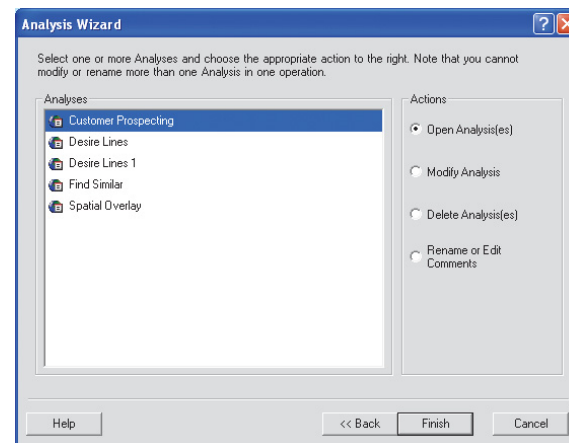 Analysis Wizard
Select one or more Analyses and choose the appropriate action to the right. Note that you cannot
modify or rename more than one Analysis in one operation.
Analyses
Customer Prospecting
Desire Lines
Desire Lines 1
Find Similar
Spatial Overlay
Actions
Open Analysis(es)
Modify Analysis
Delete Analysis(es)
Rename or Edit
Comments
Help
<< Back
Finish
Cancel